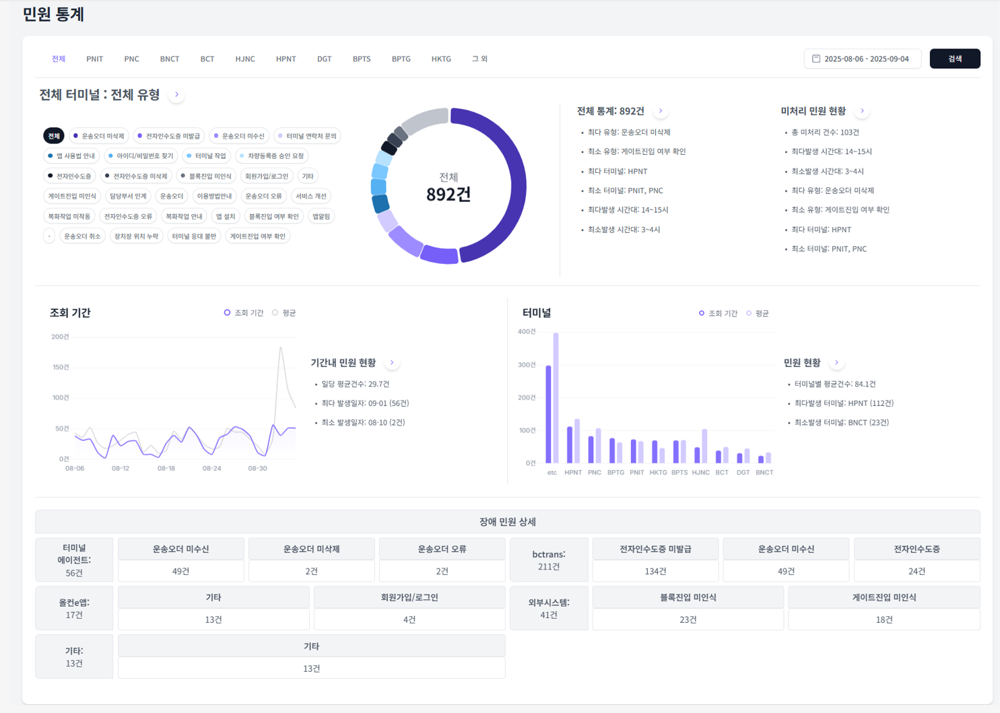 민원 통계
전체 PNIT PNC BNCT BCT HJNC HPNT DGT BPTS BPTG HKTG 그 외
2025-08-06 - 2025-09-04 검색
전체 터미널 : 전체 유형
전체 운송오더 미삭제 전자인수도증 미발급 운송오더 미수신 터미널 연락처 문의
앱 사용법 안내 아이디/비밀번호 찾기 터미널 작업 차량등록증 승인 요청
전자인수도증 전자인수도증 미삭제 블록진입 미인식 회원가입/로그인 기타
게이트진입 미인식 담당부서 인계 운송오더 이용방법안내 운송오더 오류 서비스 개선
복화작업 미작동 전자인수도증 오류 복화작업 안내 앱 설치 블록진입 여부 확인 앱알림
- 운송오더 취소 장치장 위치 누락 터미널 응대 불만 게이트진입 여부 확인
전체
892건
전체 통계: 892건
• 최다 유형: 운송오더 미삭제
• 최소 유형: 게이트진입 여부 확인
• 최다 터미널: HPNT
• 최소 터미널: PNIT, PNC
• 최다발생 시간대: 14~15시
• 최소발생 시간대: 3~4시
미처리 민원 현황
• 총 미처리 건수: 103건
• 최다발생 시간대: 14~15시
• 최소발생 시간대: 3~4시
• 최다 유형: 운송오더 미삭제
• 최소 유형: 게이트진입 여부 확인
• 최다 터미널: HPNT
• 최소 터미널: PNIT, PNC
조회 기간
조회 기간 평균
200건
150건
100건
50건
0건
08-06 08-12 08-18 08-24 08-30
기간내 민원 현황
• 일당 평균건수: 29.7건
• 최다 발생일자: 09-01 (56건)
• 최소 발생일자: 08-10 (2건)
터미널
조회 기간 평균
400건
300건
200건
100건
0건
etc HPNT PNC BPTG PNIT HKTG BPTS HJNC BCT DGT BNCT
민원 현황
• 터미널별 평균건수: 84.1건
• 최다발생 터미널: HPNT (112건)
• 최소발생 터미널: BNCT (23건)
장애 민원 상세
터미널
에이전트:
56건
운송오더 미수신 운송오더 미삭제 운송오더 오류
49건 2건 2건
bctrans:
211건
전자인수도증 미발급 운송오더 미수신 전자인수도증
134건 49건 24건
올컨e앱:
17건
기타 회원가입/로그인
13건 4건
외부시스템:
41건
블록진입 미인식 게이트진입 미인식
23건 18건
기타:
13건
기타
13건